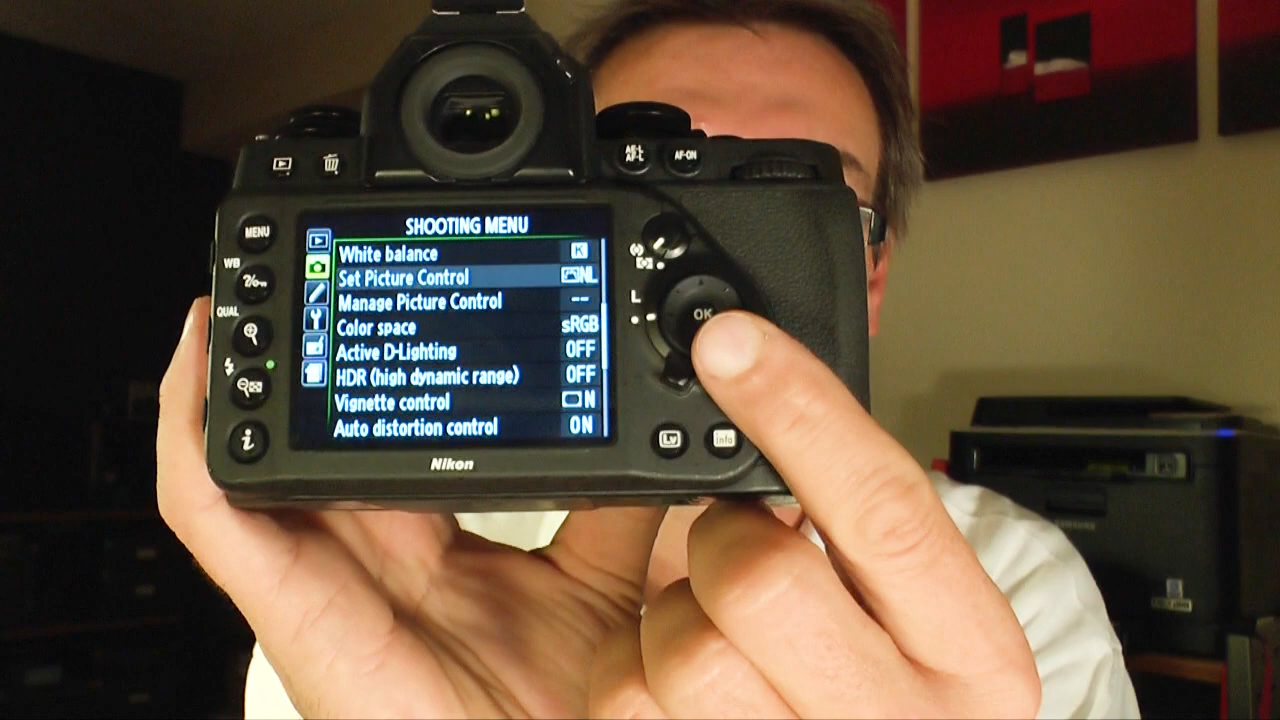 AE-L
AF-L
AF-ON
SHOOTING MENU
MENU
White balance K
WB
Set Picture Control NL
?/
Manage Picture Control --
L
QUAL
OK
Color space sRGB
Active D-Lighting OFF
HDR (high dynamic range) OFF
Vignette control N
Auto distortion control ON
i
Lv
info
Nikon
SAMSUNG